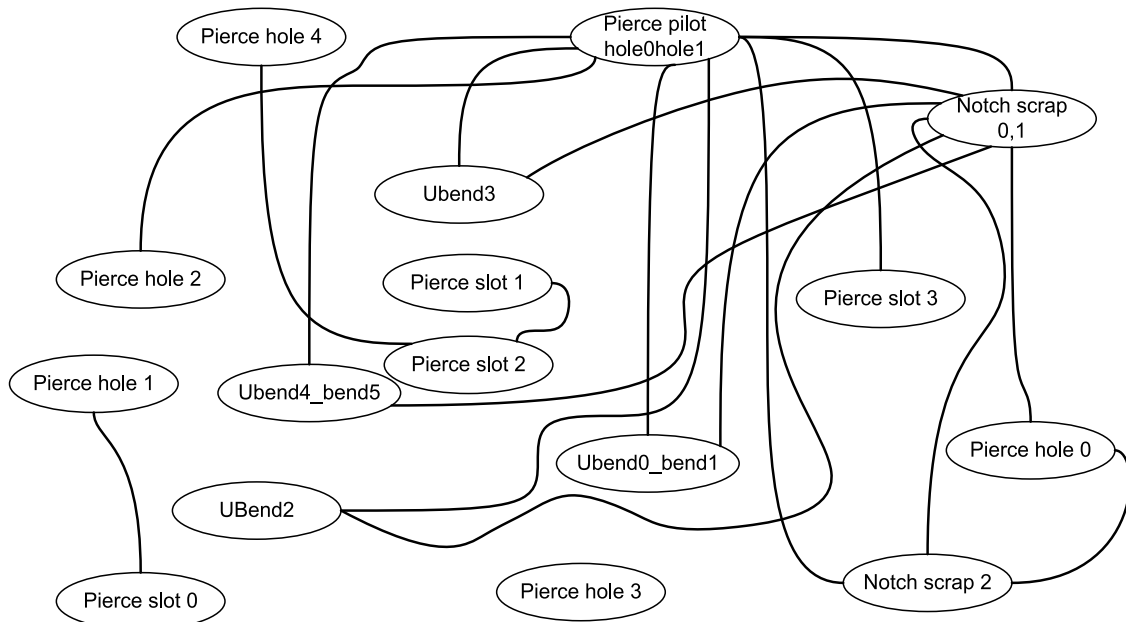 Pierce hole 4
Pierce pilot
hole0hole1
Notch scrap
0,1
Ubend3
Pierce hole 2
Pierce slot 1
Pierce slot 3
Pierce slot 2
Pierce hole 1
Ubend4_bend5
Pierce hole 0
Ubend0_bend1
UBend2
Pierce hole 3
Notch scrap 2
Pierce slot 0